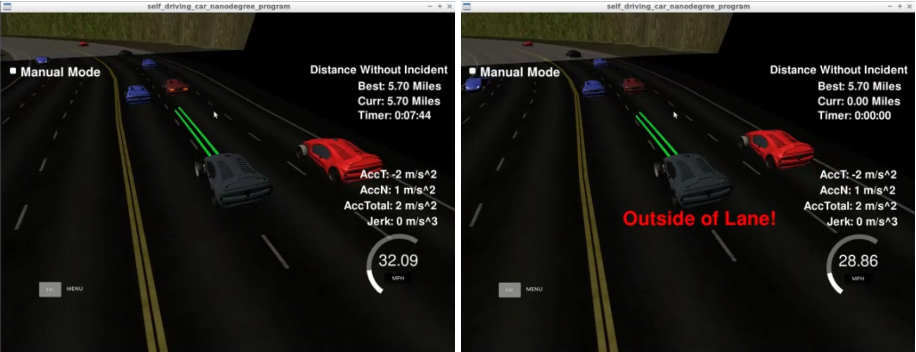 self_driving_car_nanodegree_program
Manual Mode
Distance Without Incident
Best: 5.70 Miles
Curr: 5.70 Miles
Timer: 0:07:44
AccT: -2 m/s^2
AccN: 1 m/s^2
AccTotal: 2 m/s^2
Jerk: 0 m/s^3
32.09
MPH
MENU
self_driving_car_nanodegree_program
Manual Mode
Distance Without Incident
Best: 5.70 Miles
Curr: 0.00 Miles
Timer: 0:00:00
AccT: -2 m/s^2
AccN: 1 m/s^2
AccTotal: 2 m/s^2
Jerk: 0 m/s^3
Outside of Lane!
28.86
MPH
MENU